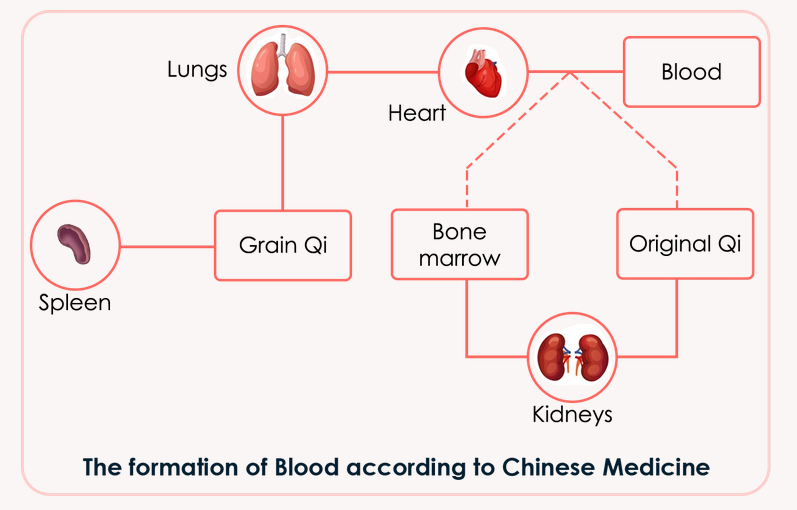 Lungs
Heart
Blood
Spleen
Grain Qi
Bone
marrow
Original Qi
Kidneys
The formation of Blood according to Chinese Medicine